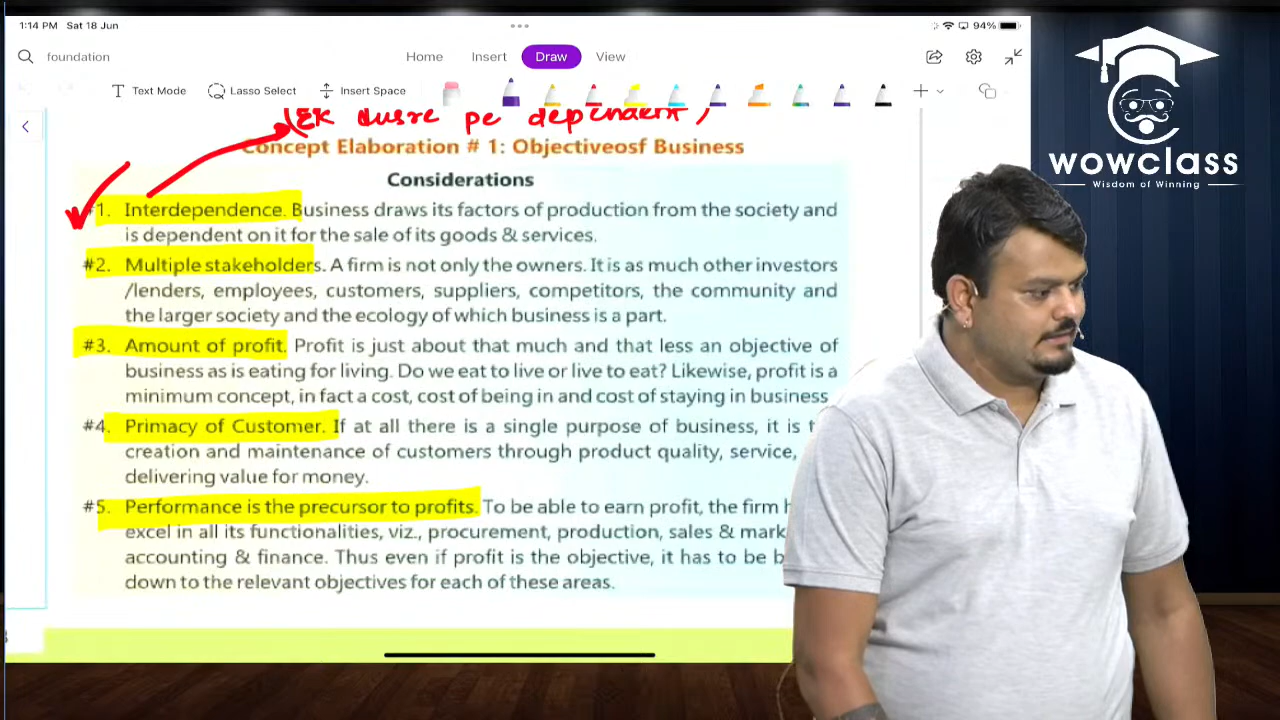 1:14 PM Sat 18 Jun
94%
foundation
Home Insert Draw View
Text Mode Lasso Select Insert Space
(EK dusre pe dependent,
Concept Elaboration # 1: Objectiveosf Business
Considerations
#1. Interdependence. Business draws its factors of production from the society and
is dependent on it for the sale of its goods & services.
#2. Multiple stakeholders. A firm is not only the owners. It is as much other investors
/lenders, employees, customers, suppliers, competitors, the community and
the larger society and the ecology of which business is a part.
#3. Amount of profit. Profit is just about that much and that less an objective of
business as is eating for living. Do we eat to live or live to eat? Likewise, profit is a
minimum concept, in fact a cost, cost of being in and cost of staying in business
#4. Primacy of Customer. If at all there is a single purpose of business, it is
creation and maintenance of customers through product quality, service,
delivering value for money.
#5. Performance is the precursor to profits. To be able to earn profit, the firm
excel in all its functionalities, viz., procurement, production, sales &
accounting & finance. Thus even if profit is the objective, it has to be
down to the relevant objectives for each of these areas.
wowclass
Wisdom of Winning